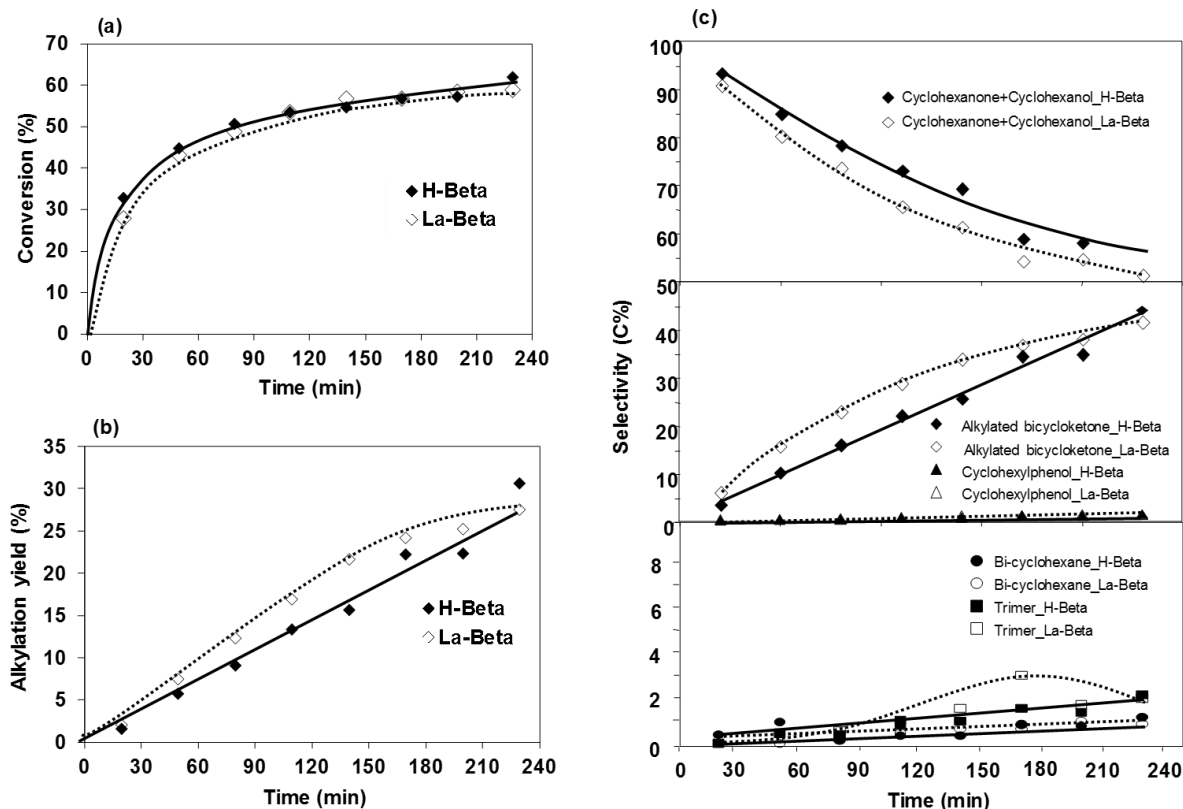 (a)
70
60
50
40
30
20
10
0
Conversion (%)
H-Beta
La-Beta
0 30 60 90 120 150 180 210 240
Time (min)
(b)
35
30
25
20
15
10
5
0
Alkylation yield (%)
H-Beta
La-Beta
0 30 60 90 120 150 180 210 240
Time (min)
(c)
100
90
80
70
60
Cyclohexanone+Cyclohexanol_H-Beta
Cyclohexanone+Cyclohexanol_La-Beta
50
40
30
20
10
0
Selectivity (C%)
Alkylated bicycloketone_H-Beta
Alkylated bicycloketone_La-Beta
Cyclohexylphenol_H-Beta
Cyclohexylphenol_La-Beta
8
6
4
2
0
Bi-cyclohexane_H-Beta
Bi-cyclohexane_La-Beta
Trimer_H-Beta
Trimer_La-Beta
0 30 60 90 120 150 180 210 240
Time (min)